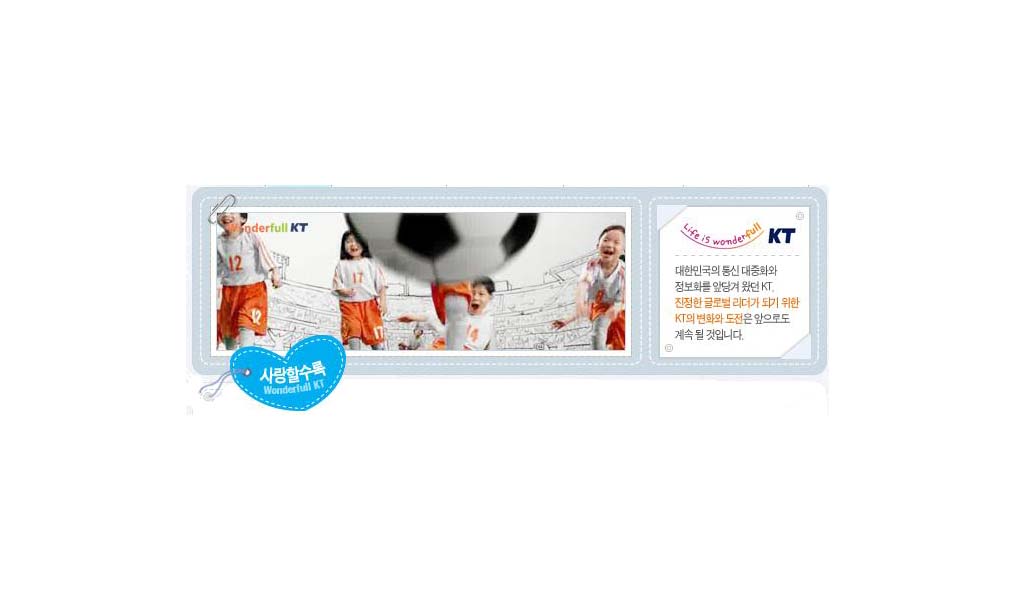 Wonderfull KT
12
12
17
17
14
Life is wonderfull KT
대한민국의 통신 대중화와
정보화를 앞당겨 왔던 KT.
진정한 글로벌 리더가 되기 위한
KT의 변화와 도전은 앞으로도
계속 될 것입니다.
사랑할수록
Wonderfull KT